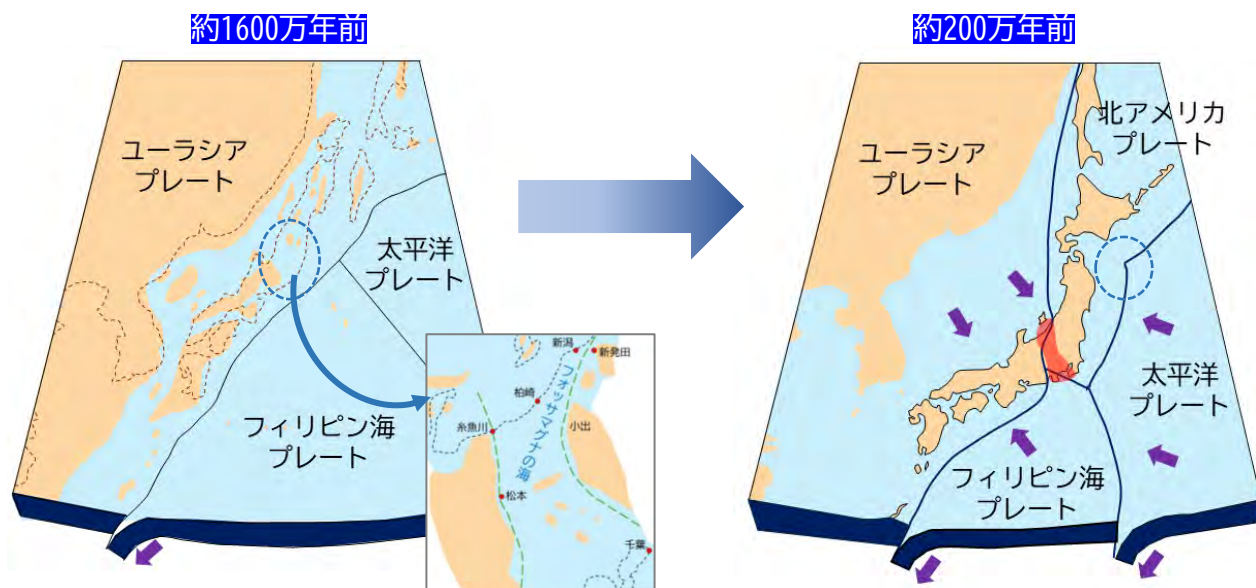 約1600万年前
ユーラシア
プレート
太平洋
プレート
フィリピン海
プレート
新潟
新発田
柏崎
糸魚川
小出
フォッサマグナの海
松本
千葉
約200万年前
北アメリカ
プレート
ユーラシア
プレート
太平洋
プレート
フィリピン海
プレート